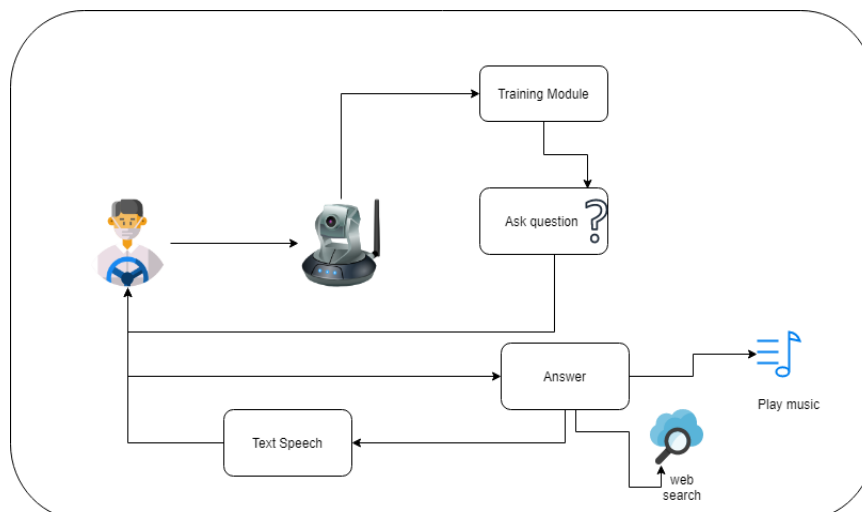 Training Module
Ask question ?
Answer
Play music
Text Speech
web
search